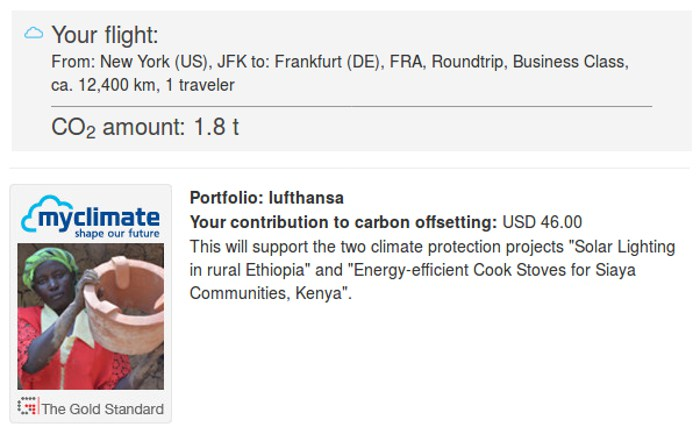 Your flight:
From: New York (US), JFK to: Frankfurt (DE), FRA, Roundtrip, Business Class,
ca. 12,400 km, 1 traveler
CO₂ amount: 1.8 t
myclimate
shape our future
The Gold Standard
Portfolio: lufthansa
Your contribution to carbon offsetting: USD 46.00
This will support the two climate protection projects "Solar Lighting
in rural Ethiopia" and "Energy-efficient Cook Stoves for Siaya
Communities, Kenya".